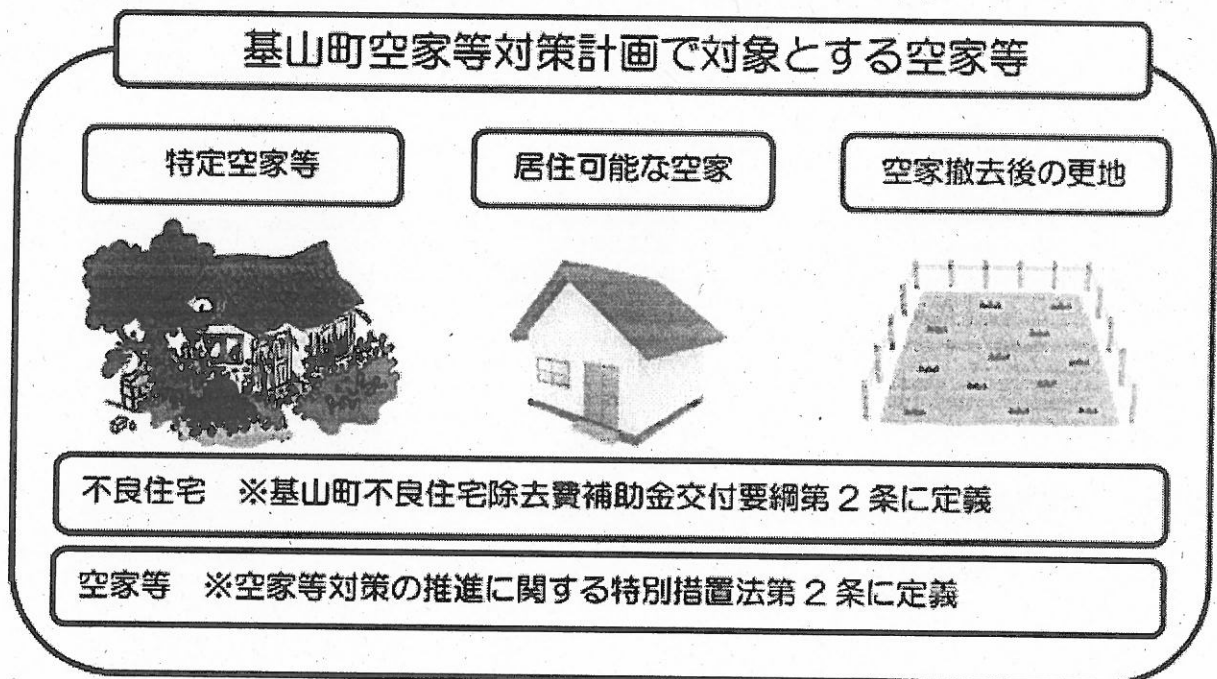 基山町空家等対策計画で対象とする空家等
特定空家等
居住可能な空家
空家撤去後の更地
不良住宅 ※基山町不良住宅除去費補助金交付要綱第2条に定義
空家等 ※空家等対策の推進に関する特別措置法第2条に定義